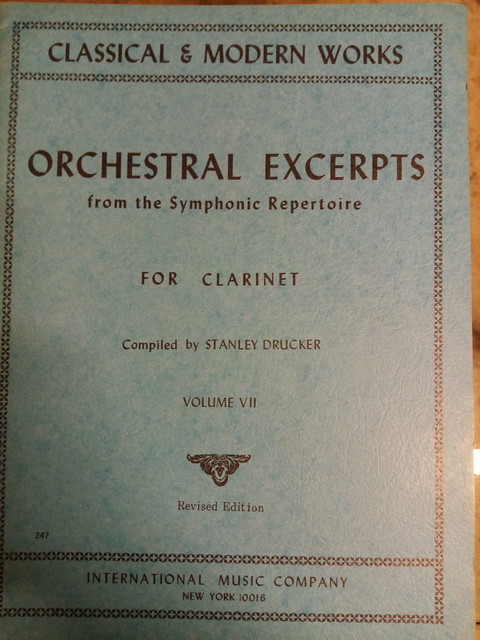 CLASSICAL & MODERN WORKS
ORCHESTRAL EXCERPTS
from the Symphonic Repertoire
FOR CLARINET
Compiled by STANLEY DRUCKER
VOLUME VII
Revised Edition
247
INTERNATIONAL MUSIC COMPANY
NEW YORK 10016